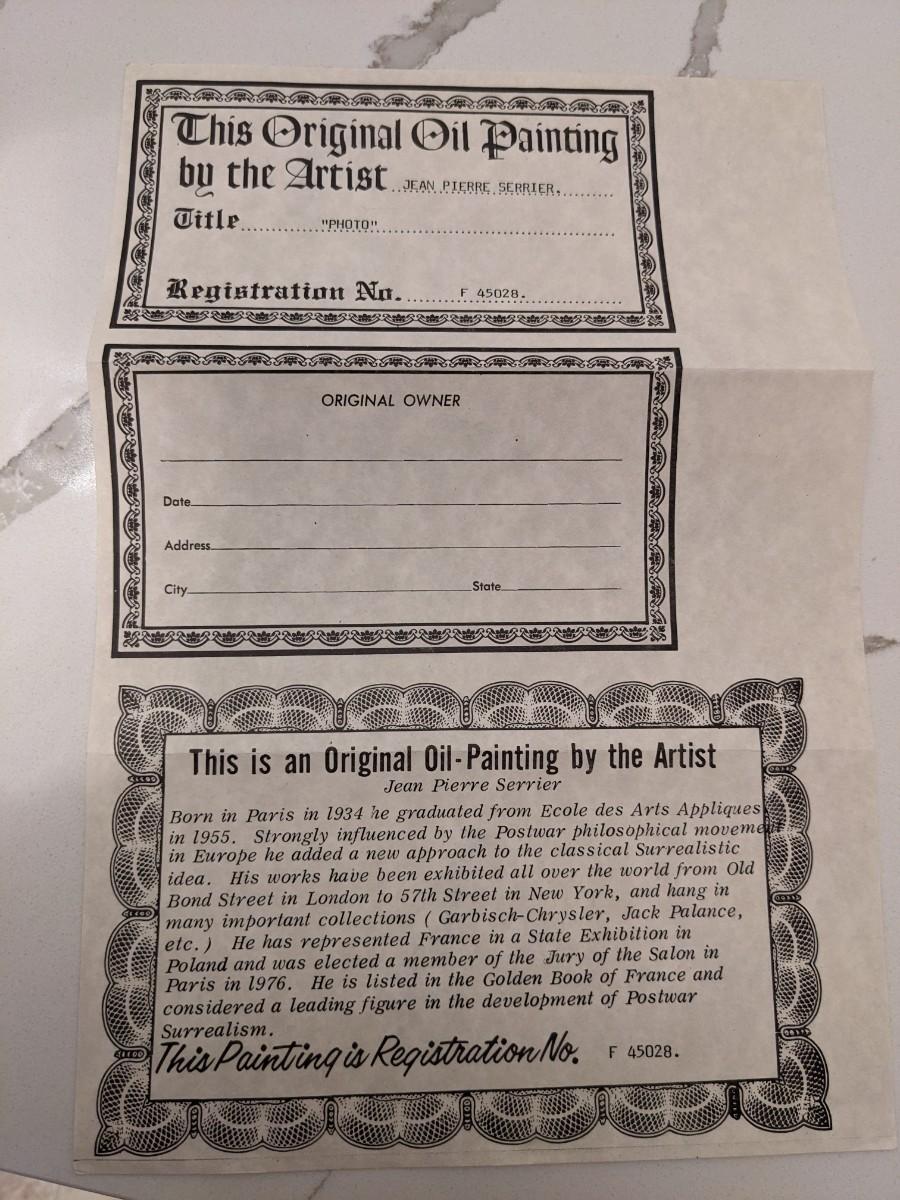 This Original Oil Painting
by the Artist JEAN PIERRE SERRIER.
Title "PHOTO"
Registration No. F 45028.
ORIGINAL OWNER
Date
Address
City State
This is an Original Oil-Painting by the Artist
Jean Pierre Serrier
Born in Paris in 1934 he graduated from Ecole des Arts Appliques
in 1955. Strongly influenced by the Postwar philosophical movement
in Europe he added a new approach to the classical Surrealistic
idea. His works have been exhibited all over the world from Old
Bond Street in London to 57th Street in New York, and hang in
many important collections ( Garbisch-Chrysler, Jack Palance,
etc. ) He has represented France in a State Exhibition in
Poland and was elected a member of the Jury of the Salon in
Paris in 1976. He is listed in the Golden Book of France and
considered a leading figure in the development of Postwar
Surrealism.
This Painting is Registration No. F 45028.